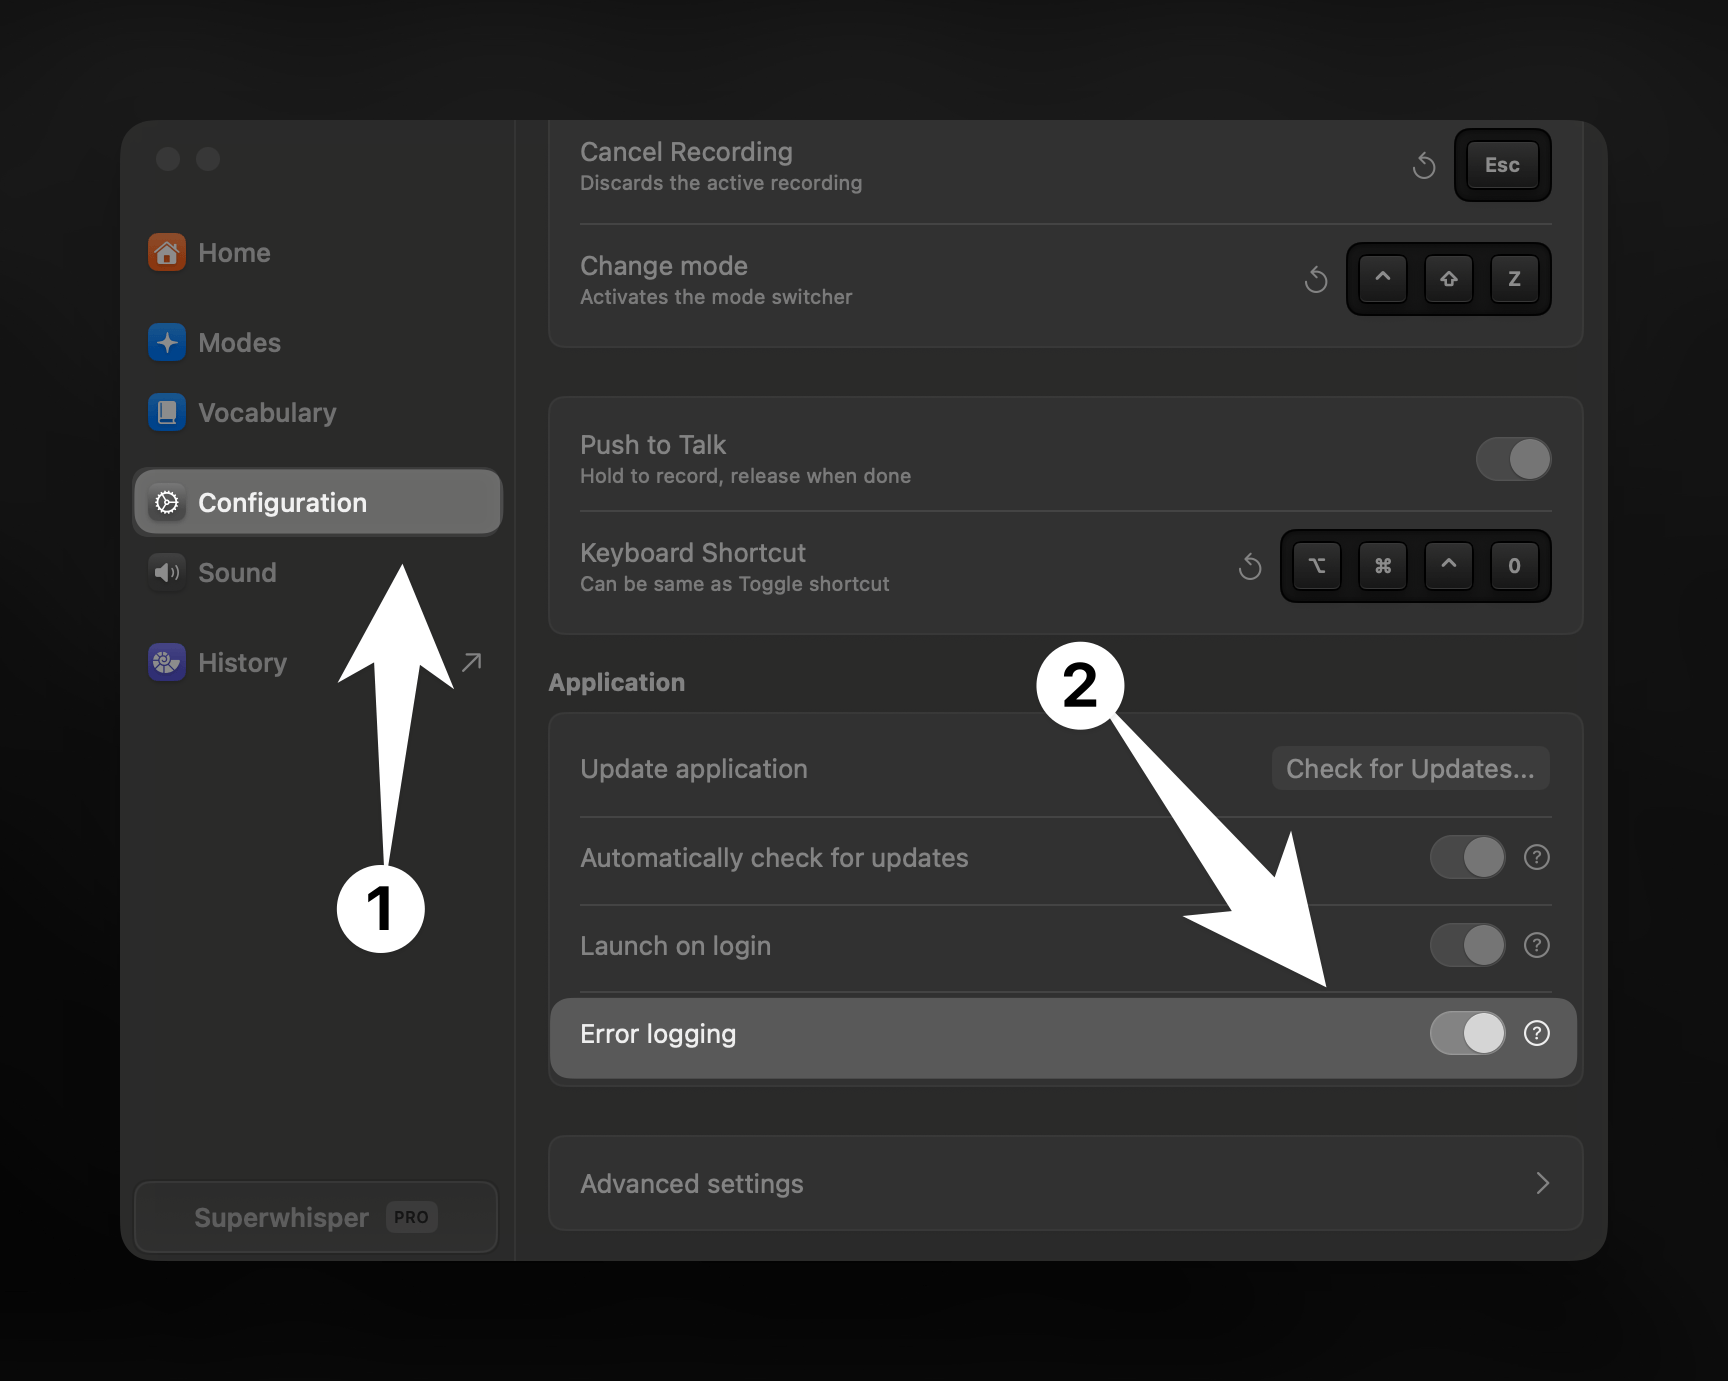 Home
Modes
Vocabulary
Configuration
Sound
History
1
Superwhisper PRO
Cancel Recording
Discards the active recording
Esc
Change mode
Activates the mode switcher
^ ⇧ Z
Push to Talk
Hold to record, release when done
Keyboard Shortcut
Can be same as Toggle shortcut
⌥ ⌘ ^ 0
Application
2
Update application
Check for Updates...
Automatically check for updates
?
Launch on login
?
Error logging
?
Advanced settings